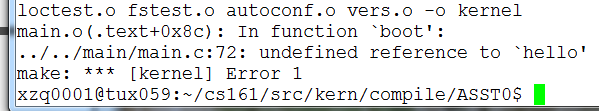 loctest.o fstest.o autoconf.o vers.o -o kernel
main.o(.text+0x8c): In function `boot':
../../main/main.c:72: undefined reference to `hello'
make: *** [kernel] Error 1
xzq0001@tux059:~/cs161/src/kern/compile/ASST0$